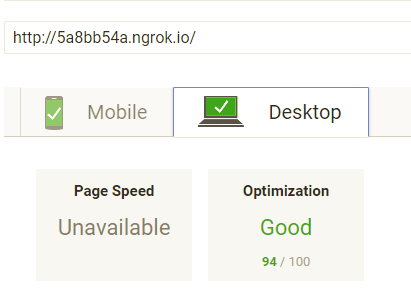 http://5a8bb54a.ngrok.io/
Mobile
Desktop
Page Speed
Unavailable
Optimization
Good
94 / 100